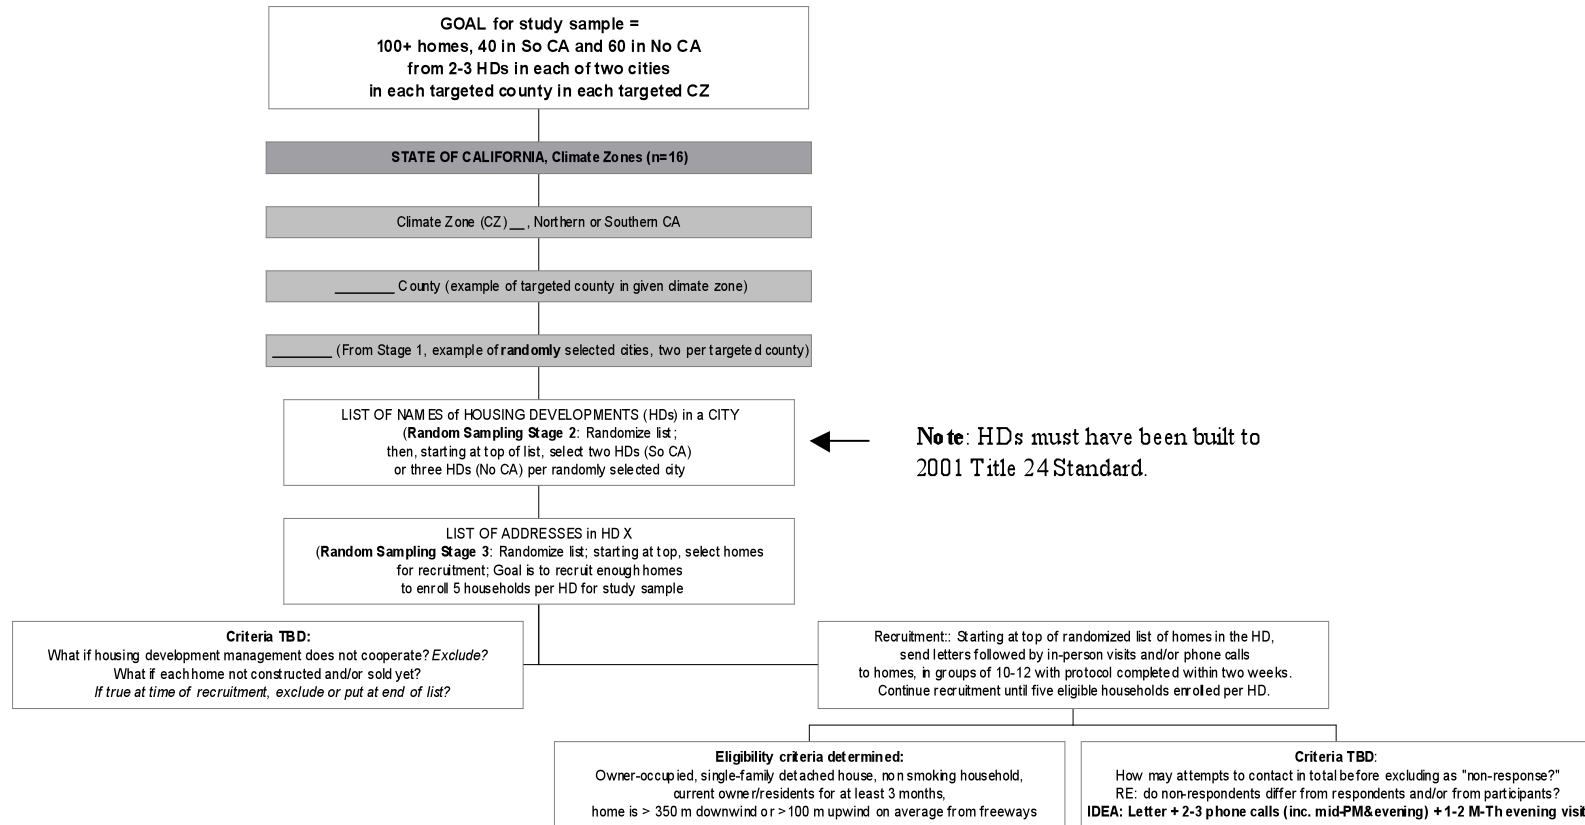 GOAL for study sample =
100+ homes, 40 in So CA and 60 in No CA
from 2-3 HDs in each of two cities
in each targeted county in each targeted CZ
STATE OF CALIFORNIA, Climate Zones (n=16)
Climate Zone (CZ) __ , Northern or Southern CA
________ County (example of targeted county in given climate zone)
________ (From Stage 1, example of randomly selected cities, two per targeted county)
LIST OF NAMES of HOUSING DEVELOPMENTS (HDs) in a CITY
(Random Sampling Stage 2: Randomize list;
then, starting at top of list, select two HDs (So CA)
or three HDs (No CA) per randomly selected city
Note: HDs must have been built to
2001 Title 24 Standard.
LIST OF ADDRESSES in HD X
(Random Sampling Stage 3: Randomize list; starting at top, select homes
for recruitment; Goal is to recruit enough homes
to enroll 5 households per HD for study sample
Criteria TBD:
What if housing development management does not cooperate? Exclude?
What if each home not constructed and/or sold yet?
If true at time of recruitment, exclude or put at end of list?
Recruitment:: Starting at top of randomized list of homes in the HD,
send letters followed by in-person visits and/or phone calls
to homes, in groups of 10-12 with protocol completed within two weeks.
Continue recruitment until five eligible households enrolled per HD.
Eligibility criteria determined:
Owner-occupied, single-family detached house, non smoking household,
current owner/residents for at least 3 months,
home is > 350 m downwind or >100 m upwind on average from freeways
Criteria TBD:
How may attempts to contact in total before excluding as "non-response?"
RE: do non-respondents differ from respondents and/or from participants?
IDEA: Letter + 2-3 phone calls (inc. mid-PM&evening) + 1-2 M-Th evening visit